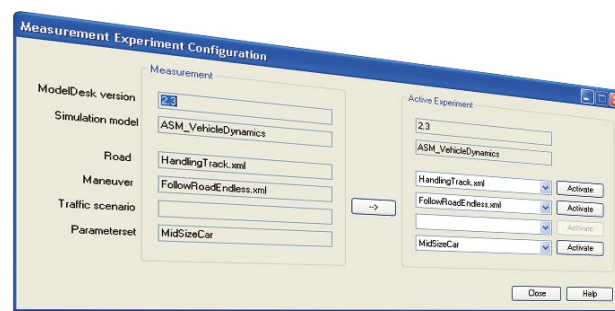 Measurement Experiment Configuration
Measurement
Active Experiment
ModelDesk version 2.3 2.3
Simulation model ASM_VehicleDynamics ASM_VehicleDynamics
Road HandlingTrack.xml HandlingTrack.xml Activate
Maneuver FollowRoadEndless.xml FollowRoadEndless.xml Activate
-->
Traffic scenario Activate
Parameterset MidSizeCar MidSizeCar Activate
Close Help